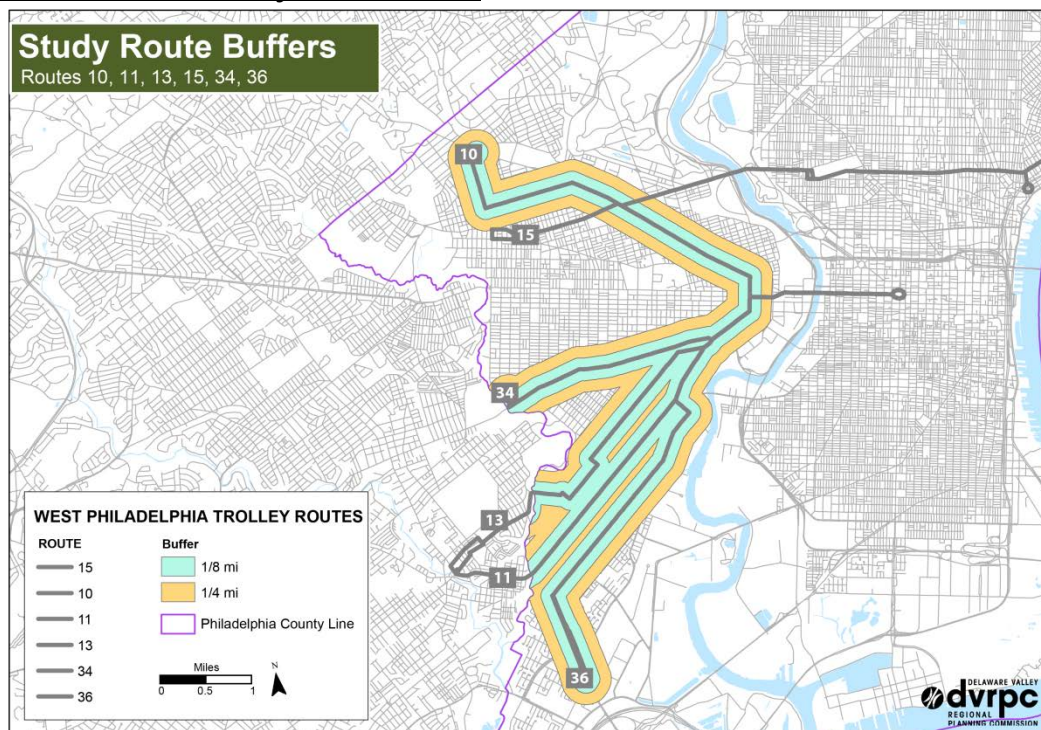 Study Route Buffers
Routes 10, 11, 13, 15, 34, 36
10
15
34
13
11
36
WEST PHILADELPHIA TROLLEY ROUTES
ROUTE
15
10
11
13
34
36
Buffer
1/8 mi
1/4 mi
Philadelphia County Line
Miles
0 0.5 1
N
DELAWARE VALLEY
dvrpc
REGIONAL
PLANNING COMMISSION